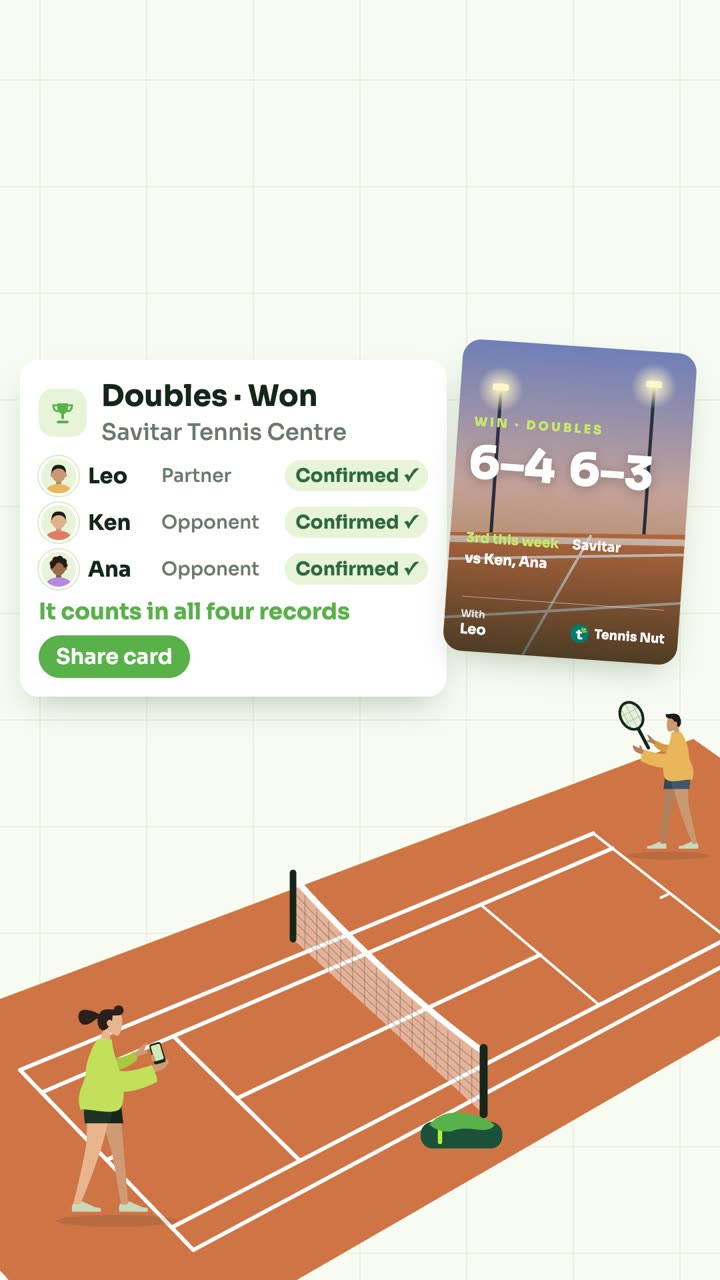 Doubles · Won
Savitar Tennis Centre
Leo Partner Confirmed ✓
Ken Opponent Confirmed ✓
Ana Opponent Confirmed ✓
It counts in all four records
Share card
WIN · DOUBLES
6–4 6–3
3rd this week Savitar
vs Ken, Ana
With
Leo
t Tennis Nut